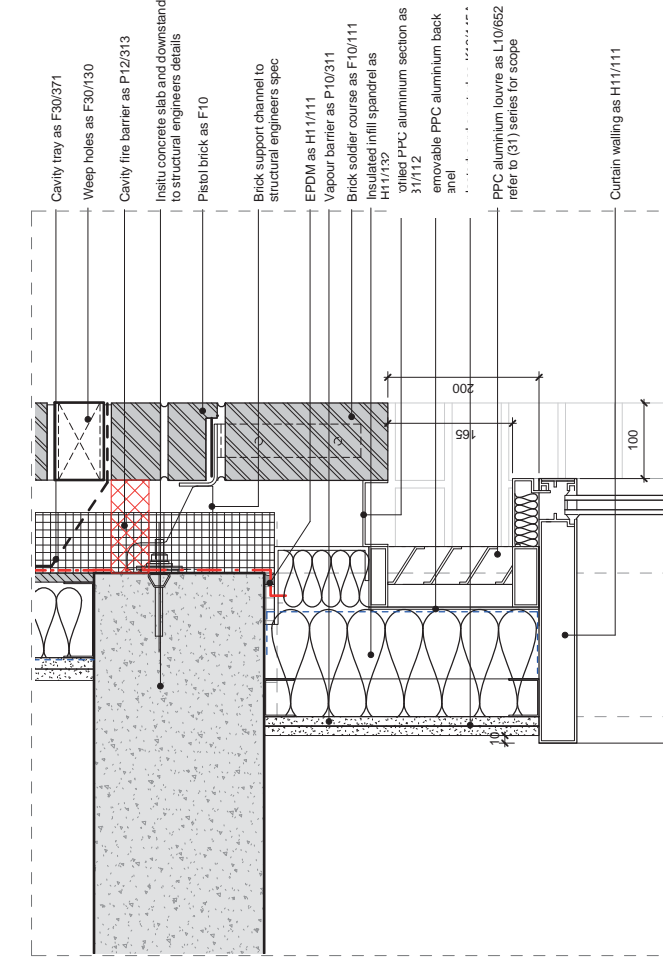 Cavity tray as F30/371
Weep holes as F30/130
Cavity fire barrier as P12/313
Insitu concrete slab and downstand
to structural engineers details
Pistol brick as F10
Brick support channel to
structural engineers spec
EPDM as H11/111
Vapour barrier as P10/311
Brick soldier course as F10/111
Insulated infill spandrel as
H11/132
ofiled PPC aluminium section as
31/112
emovable PPC aluminium back
anel
PPC aluminium louvre as L10/652
refer to (31) series for scope
Curtain walling as H11/111
200
165
100
10